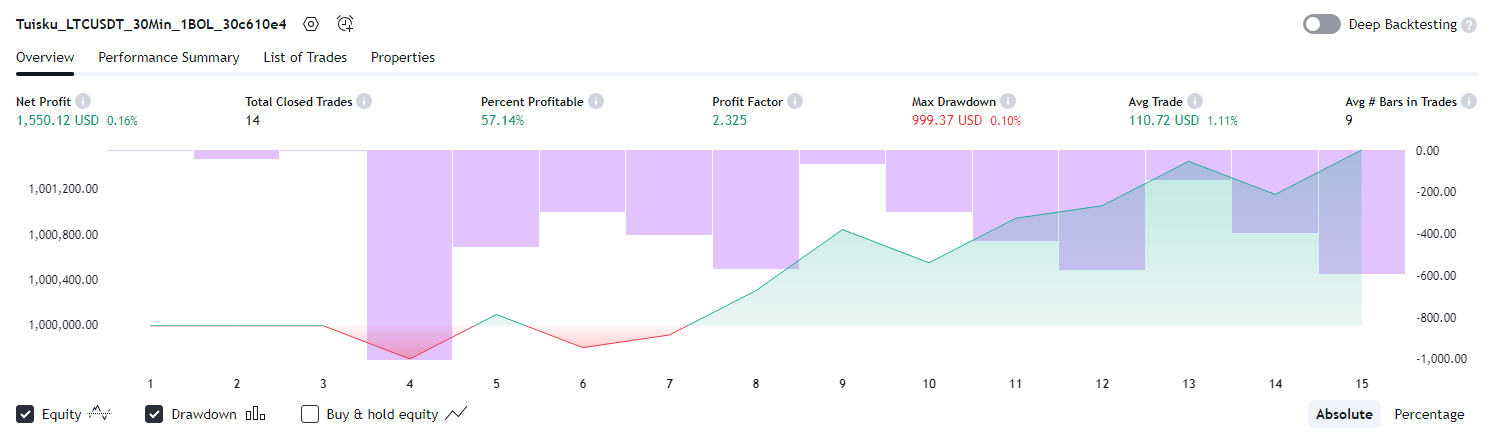 Tuisku_LTCUSDT_30Min_1BOL_30c610e4 Deep Backtesting ?
Overview Performance Summary List of Trades Properties
Net Profit i Total Closed Trades i Percent Profitable i Profit Factor i Max Drawdown i Avg Trade i Avg # Bars in Trades i
1,550.12 USD 0.16% 14 57.14% 2.325 999.37 USD 0.10% 110.72 USD 1.11% 9
0.00
1,001,200.00 -200.00
1,000,800.00 -400.00
1,000,400.00 -600.00
1,000,000.00 -800.00
-1,000.00
1 2 3 4 5 6 7 8 9 10 11 12 13 14 15
Equity Drawdown Buy & hold equity Absolute Percentage